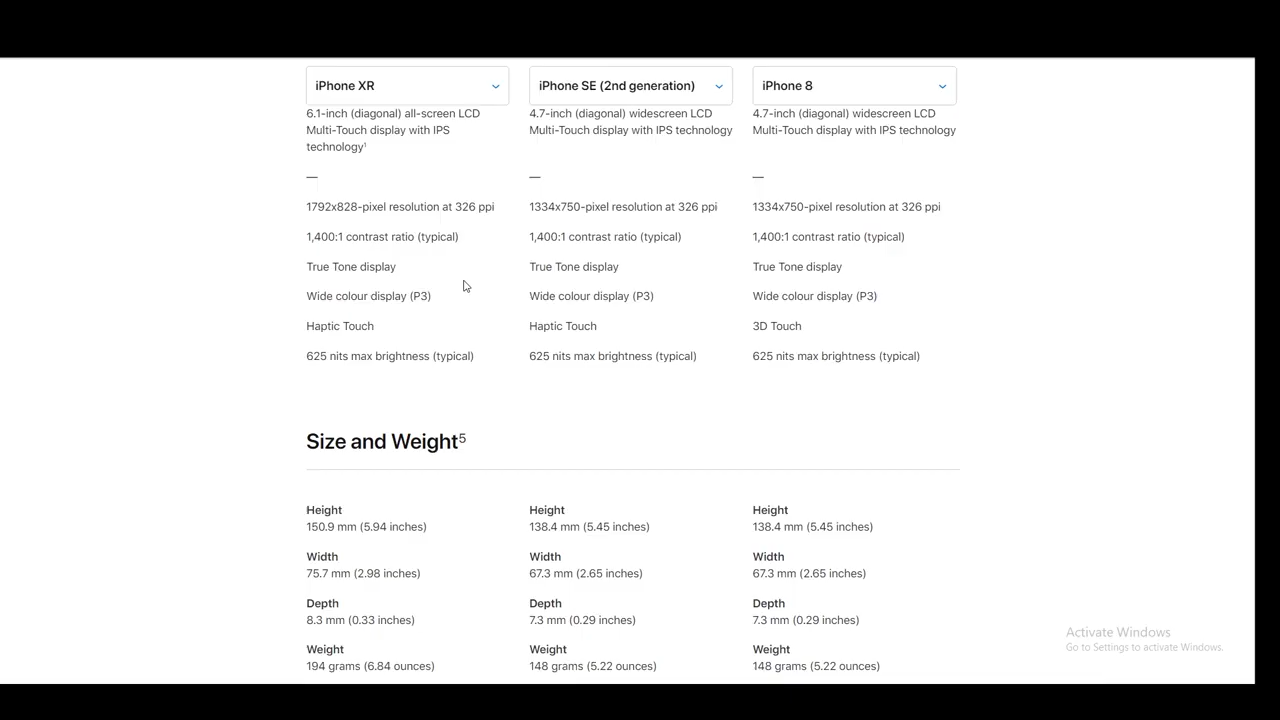 iPhone XR
iPhone SE (2nd generation)
iPhone 8
6.1-inch (diagonal) all-screen LCD
Multi-Touch display with IPS
technology¹
4.7-inch (diagonal) widescreen LCD
Multi-Touch display with IPS technology
4.7-inch (diagonal) widescreen LCD
Multi-Touch display with IPS technology
—
—
—
1792x828-pixel resolution at 326 ppi
1334x750-pixel resolution at 326 ppi
1334x750-pixel resolution at 326 ppi
1,400:1 contrast ratio (typical)
1,400:1 contrast ratio (typical)
1,400:1 contrast ratio (typical)
True Tone display
True Tone display
True Tone display
Wide colour display (P3)
Wide colour display (P3)
Wide colour display (P3)
Haptic Touch
Haptic Touch
3D Touch
625 nits max brightness (typical)
625 nits max brightness (typical)
625 nits max brightness (typical)
Size and Weight⁵
Height
Height
Height
150.9 mm (5.94 inches)
138.4 mm (5.45 inches)
138.4 mm (5.45 inches)
Width
Width
Width
75.7 mm (2.98 inches)
67.3 mm (2.65 inches)
67.3 mm (2.65 inches)
Depth
Depth
Depth
8.3 mm (0.33 inches)
7.3 mm (0.29 inches)
7.3 mm (0.29 inches)
Weight
Weight
Weight
194 grams (6.84 ounces)
148 grams (5.22 ounces)
148 grams (5.22 ounces)
Activate Windows
Go to Settings to activate Windows.